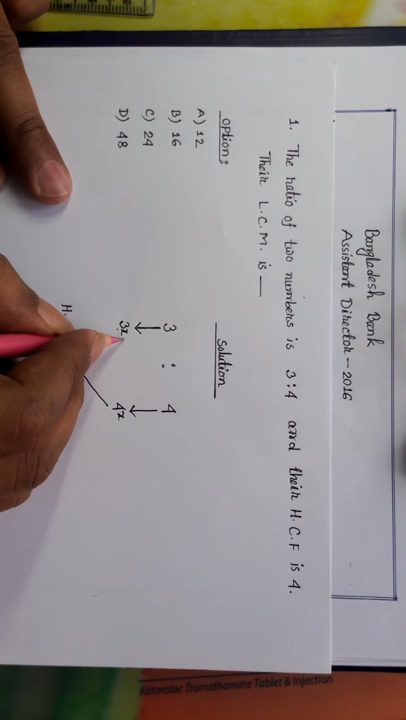 Bangladesh Bank
Assistant Director - 2016
1. The ratio of two numbers is 3:4 and their H.C.F is 4.
Their L.C.M. is —
option:
Solution
A) 12
B) 16
C) 24
D) 48
3 : 4
3x 4x
H.
Ketorolac Tromethamine Tablet & Injection